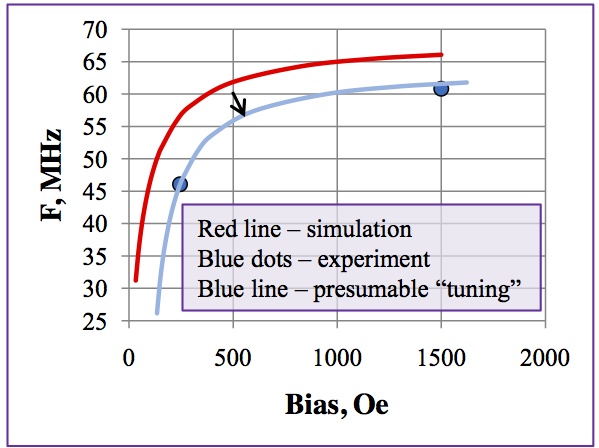 70
65
60
55
50
45
40
35
30
25
F, MHz
Red line – simulation
Blue dots – experiment
Blue line – presumable “tuning”
0 500 1000 1500 2000
Bias, Oe